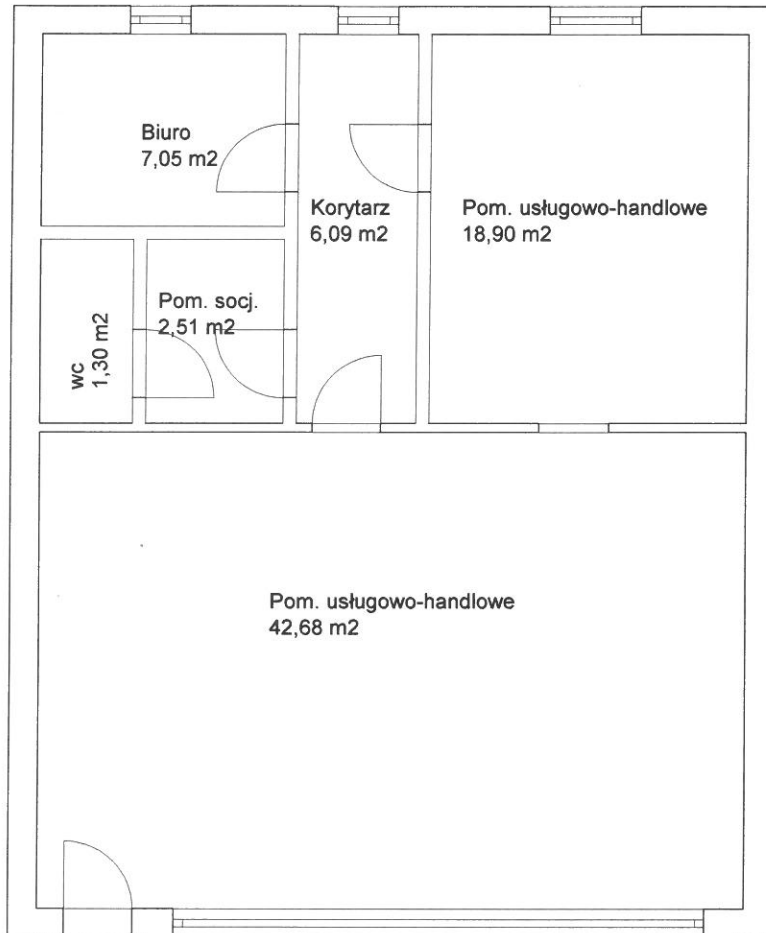 Biuro
7,05 m2
Korytarz
6,09 m2
Pom. usługowo-handlowe
18,90 m2
Pom. socj.
2,51 m2
wc
1,30 m2
Pom. usługowo-handlowe
42,68 m2